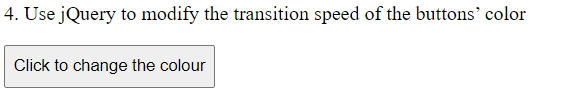 4. Use jQuery to modify the transition speed of the buttons’ color
Click to change the colour